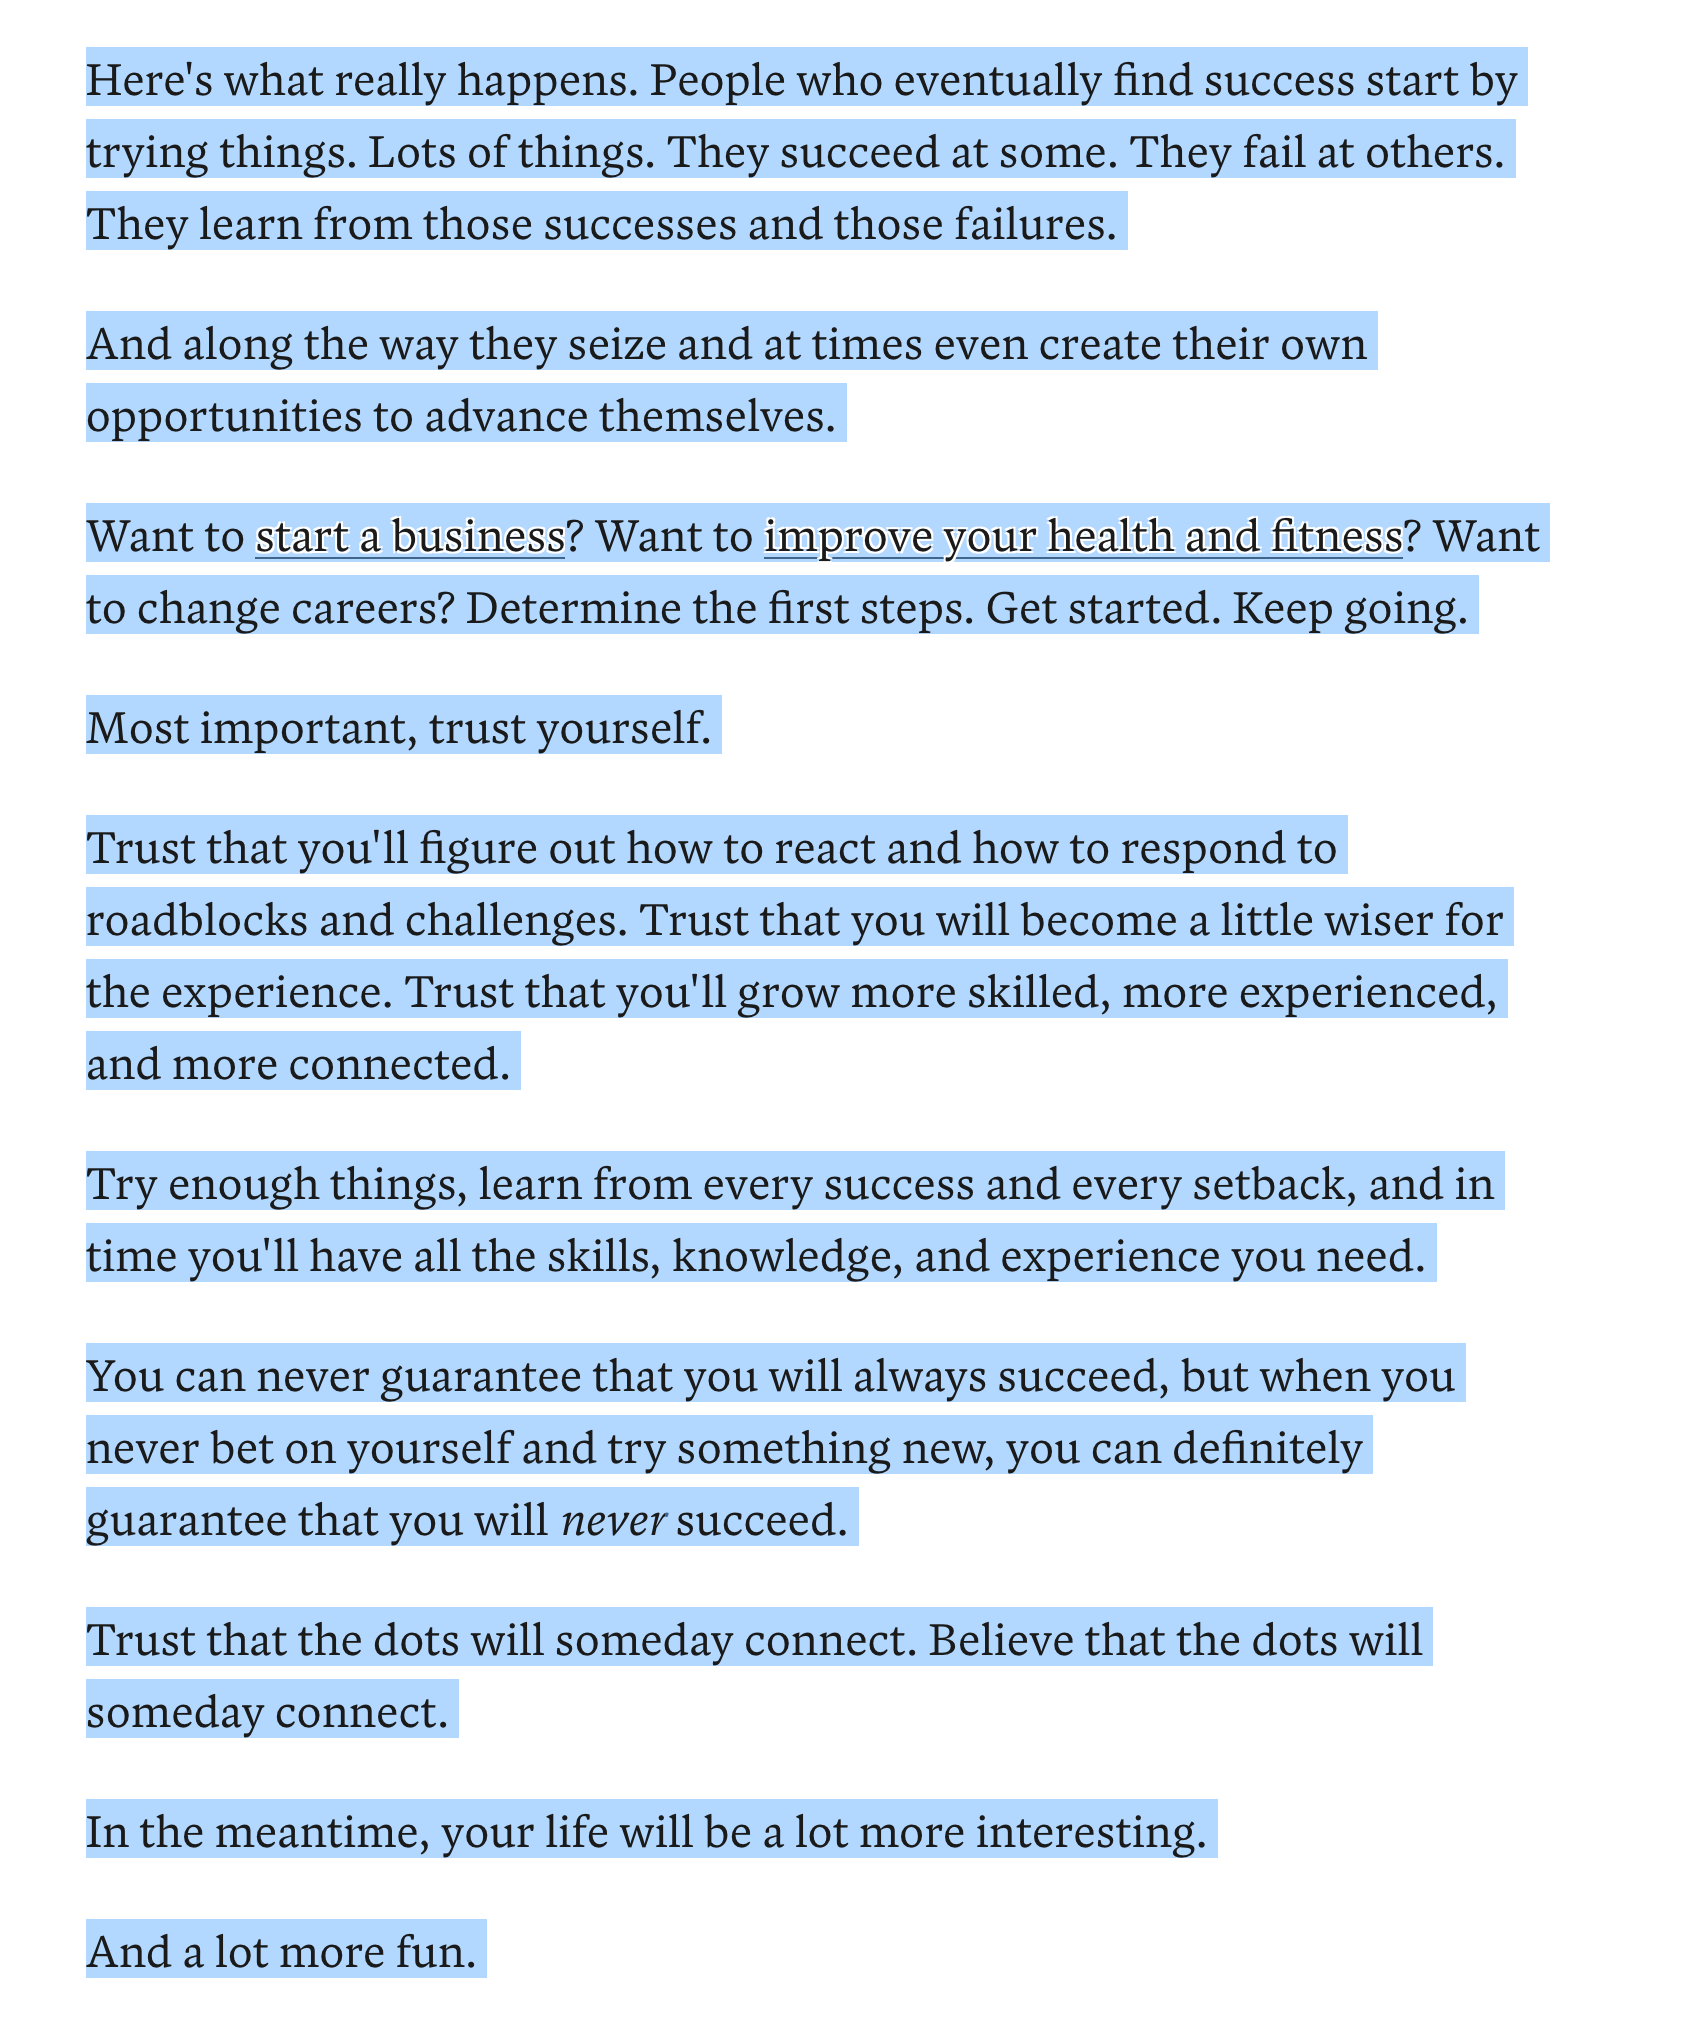 Here's what really happens. People who eventually find success start by
trying things. Lots of things. They succeed at some. They fail at others.
They learn from those successes and those failures.
And along the way they seize and at times even create their own
opportunities to advance themselves.
Want to start a business? Want to improve your health and fitness? Want
to change careers? Determine the first steps. Get started. Keep going.
Most important, trust yourself.
Trust that you'll figure out how to react and how to respond to
roadblocks and challenges. Trust that you will become a little wiser for
the experience. Trust that you'll grow more skilled, more experienced,
and more connected.
Try enough things, learn from every success and every setback, and in
time you'll have all the skills, knowledge, and experience you need.
You can never guarantee that you will always succeed, but when you
never bet on yourself and try something new, you can definitely
guarantee that you will never succeed.
Trust that the dots will someday connect. Believe that the dots will
someday connect.
In the meantime, your life will be a lot more interesting.
And a lot more fun.